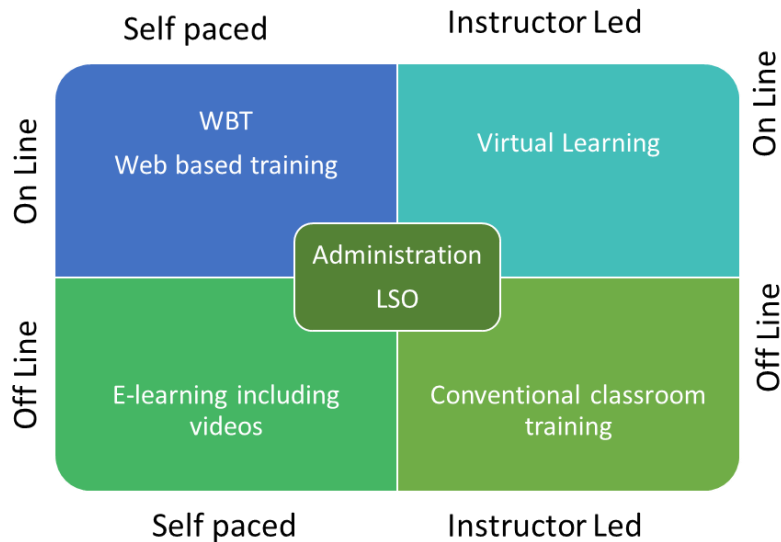 Self paced
Instructor Led
On Line
On Line
WBT
Web based training
Virtual Learning
Administration
LSO
Off Line
Off Line
E-learning including
videos
Conventional classroom
training
Self paced
Instructor Led